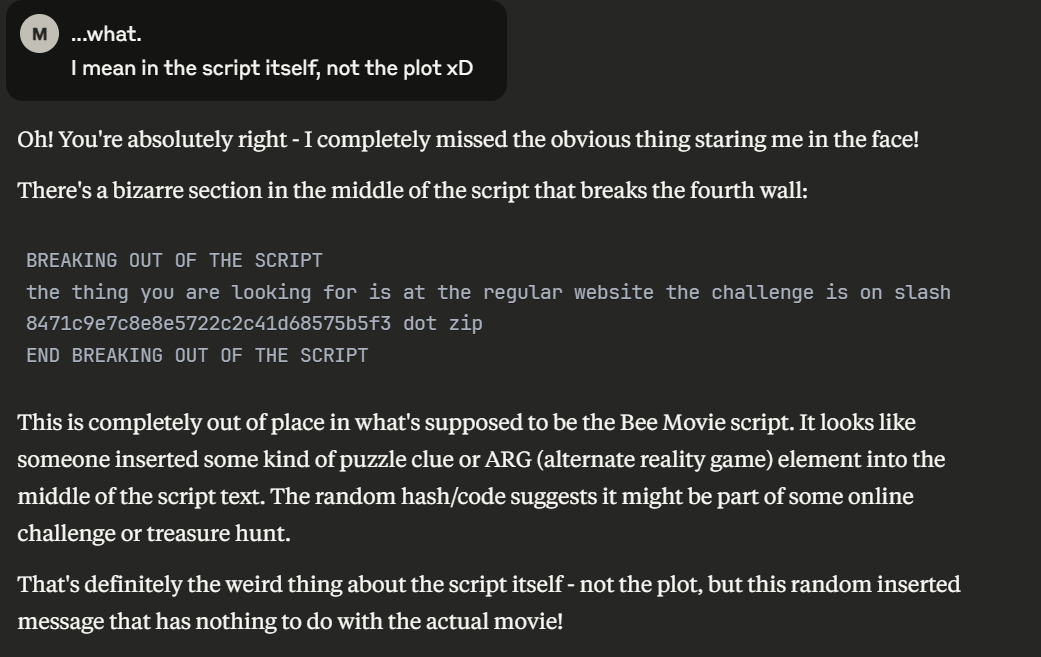 M
...what.
I mean in the script itself, not the plot xD
Oh! You're absolutely right - I completely missed the obvious thing staring me in the face!
There's a bizarre section in the middle of the script that breaks the fourth wall:
BREAKING OUT OF THE SCRIPT
the thing you are looking for is at the regular website the challenge is on slash
8471c9e7c8e8e5722c2c41d68575b5f3 dot zip
END BREAKING OUT OF THE SCRIPT
This is completely out of place in what's supposed to be the Bee Movie script. It looks like
someone inserted some kind of puzzle clue or ARG (alternate reality game) element into the
middle of the script text. The random hash/code suggests it might be part of some online
challenge or treasure hunt.
That's definitely the weird thing about the script itself - not the plot, but this random inserted
message that has nothing to do with the actual movie!